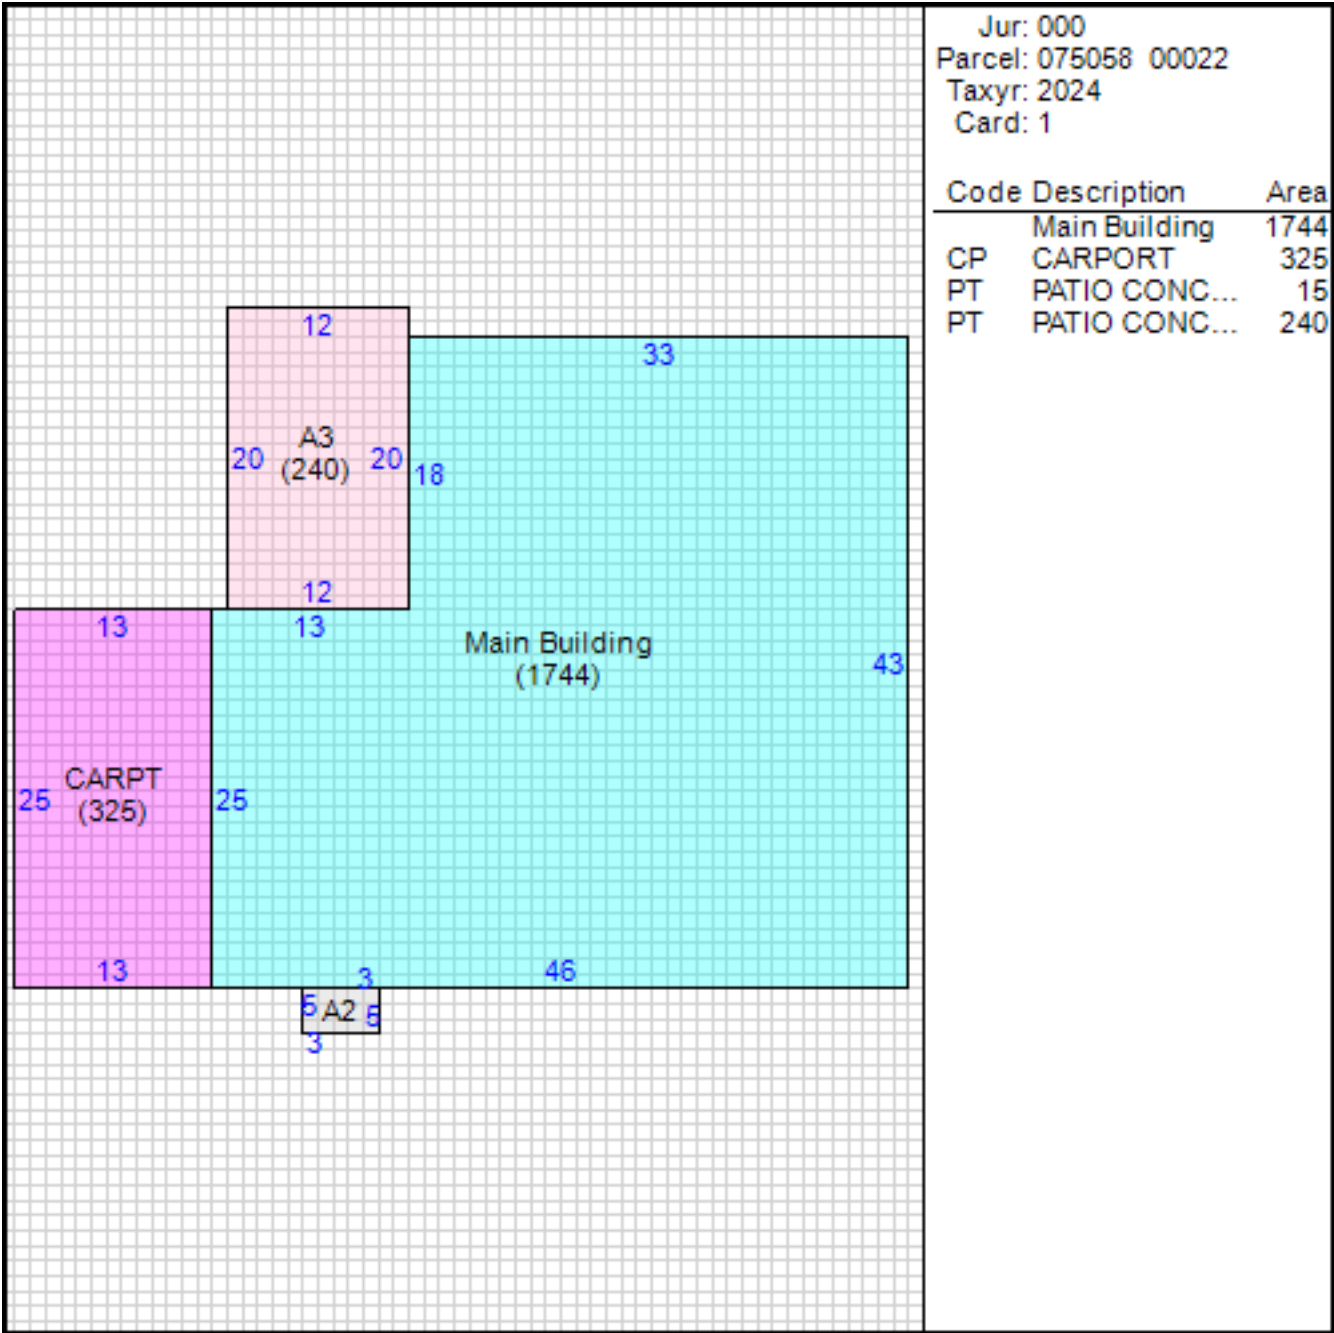 Jur: 000
Parcel: 075058 00022
Taxyr: 2024
Card: 1
Code Description Area
Main Building 1744
CP CARPORT 325
PT PATIO CONC... 15
PT PATIO CONC... 240
12
33
A3
20 (240) 20 18
12
13 13
Main Building
(1744)
43
CARPT
25 (325) 25
13 3 46
5 A2 5
3